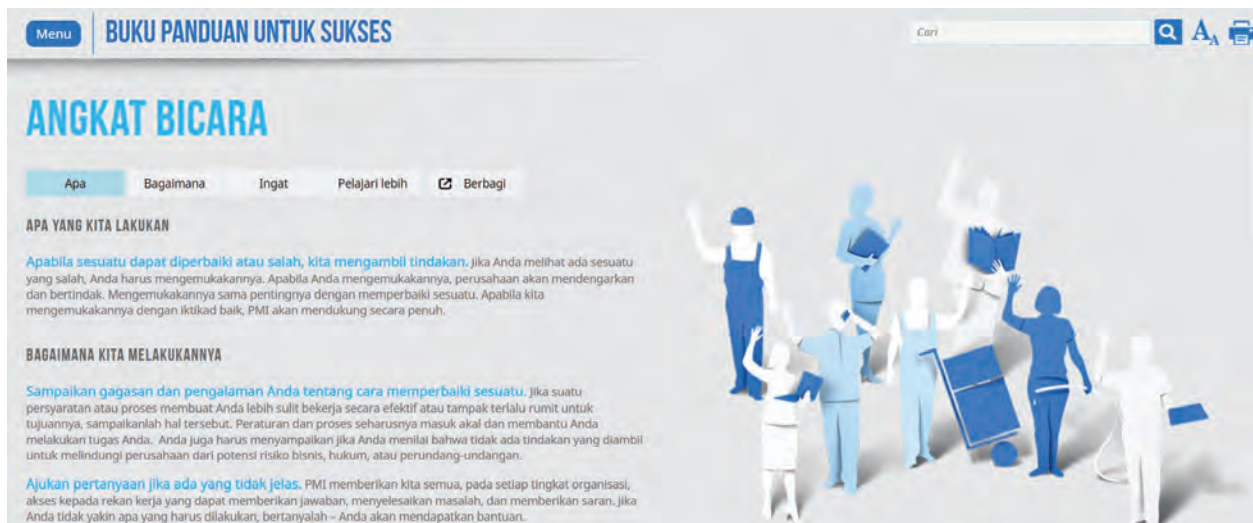 Menu
BUKU PANDUAN UNTUK SUKSES
Cari
A A
ANGKAT BICARA
Apa Bagaimana Ingat Pelajari lebih Berbagi
APA YANG KITA LAKUKAN
Apabila sesuatu dapat diperbaiki atau salah, kita mengambil tindakan. Jika Anda melihat ada sesuatu
yang salah, Anda harus mengemukakannya. Apabila Anda mengemukakannya, perusahaan akan mendengarkan
dan bertindak. Mengemukakannya sama pentingnya dengan memperbaiki sesuatu. Apabila kita
mengemukakannya dengan iktikad baik, PMI akan mendukung secara penuh.
BAGAIMANA KITA MELAKUKANNYA
Sampaikan gagasan dan pengalaman Anda tentang cara memperbaiki sesuatu. Jika suatu
persyaratan atau proses membuat Anda lebih sulit bekerja secara efektif atau tampak terlalu rumit untuk
tujuannya, sampaikanlah hal tersebut. Peraturan dan proses seharusnya masuk akal dan membantu Anda
melakukan tugas Anda. Anda juga harus menyampaikan jika Anda menilai bahwa tidak ada tindakan yang diambil
untuk melindungi perusahaan dari potensi risiko bisnis, hukum, atau perundang-undangan.
Ajukan pertanyaan jika ada yang tidak jelas. PMI memberikan kita semua, pada setiap tingkat organisasi,
akses kepada rekan kerja yang dapat memberikan jawaban, menyelesaikan masalah, dan memberikan saran. Jika
Anda tidak yakin apa yang harus dilakukan, bertanyalah – Anda akan mendapatkan bantuan.